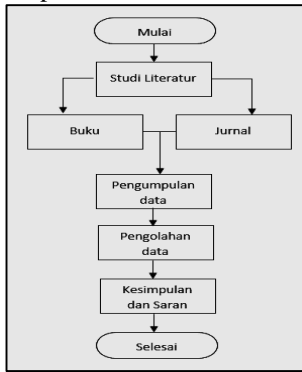 Mulai
Studi Literatur
Buku
Jurnal
Pengumpulan
data
Pengolahan
data
Kesimpulan
dan Saran
Selesai